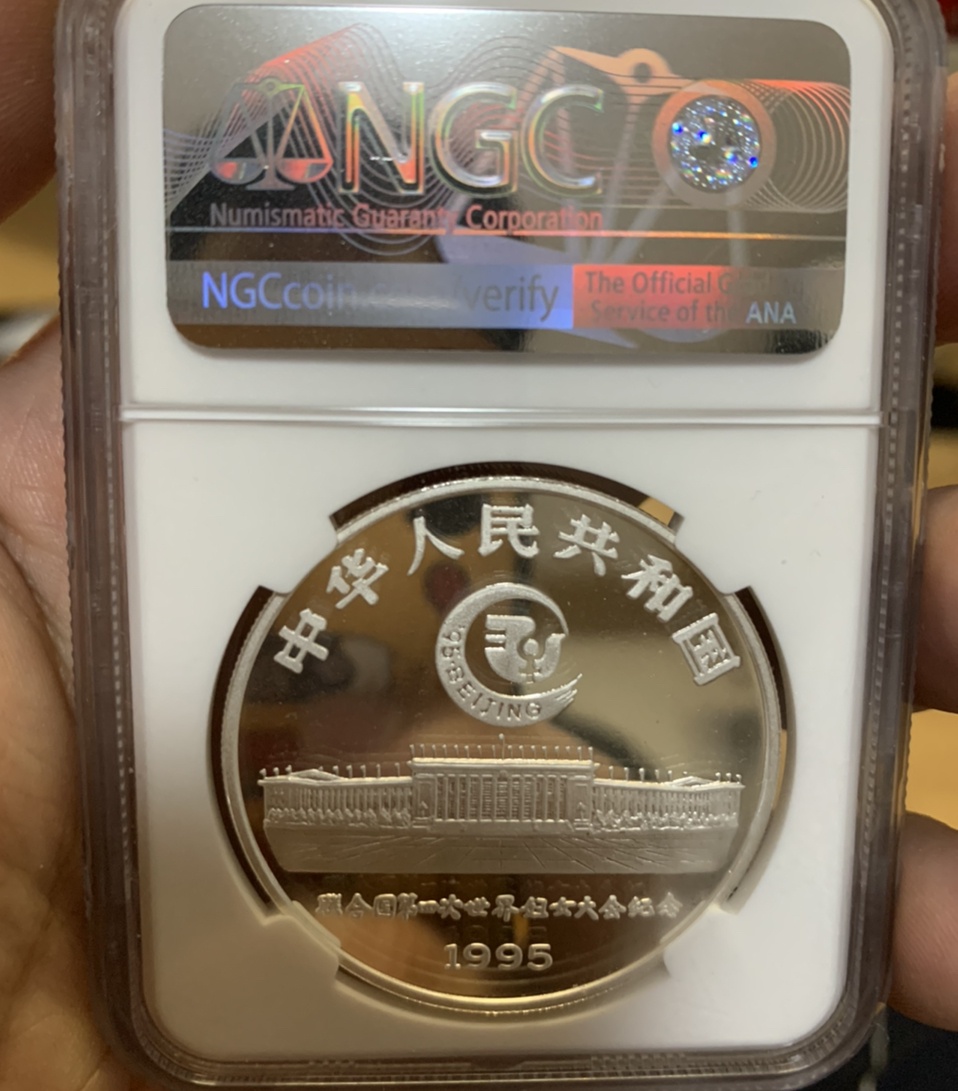 NGC
Numismatic Guaranty Corporation
NGCcoin /verify
The Official
Service of the ANA
中华人民共和国
'95·BEIJING
联合国第四次世界妇女大会纪念
1995